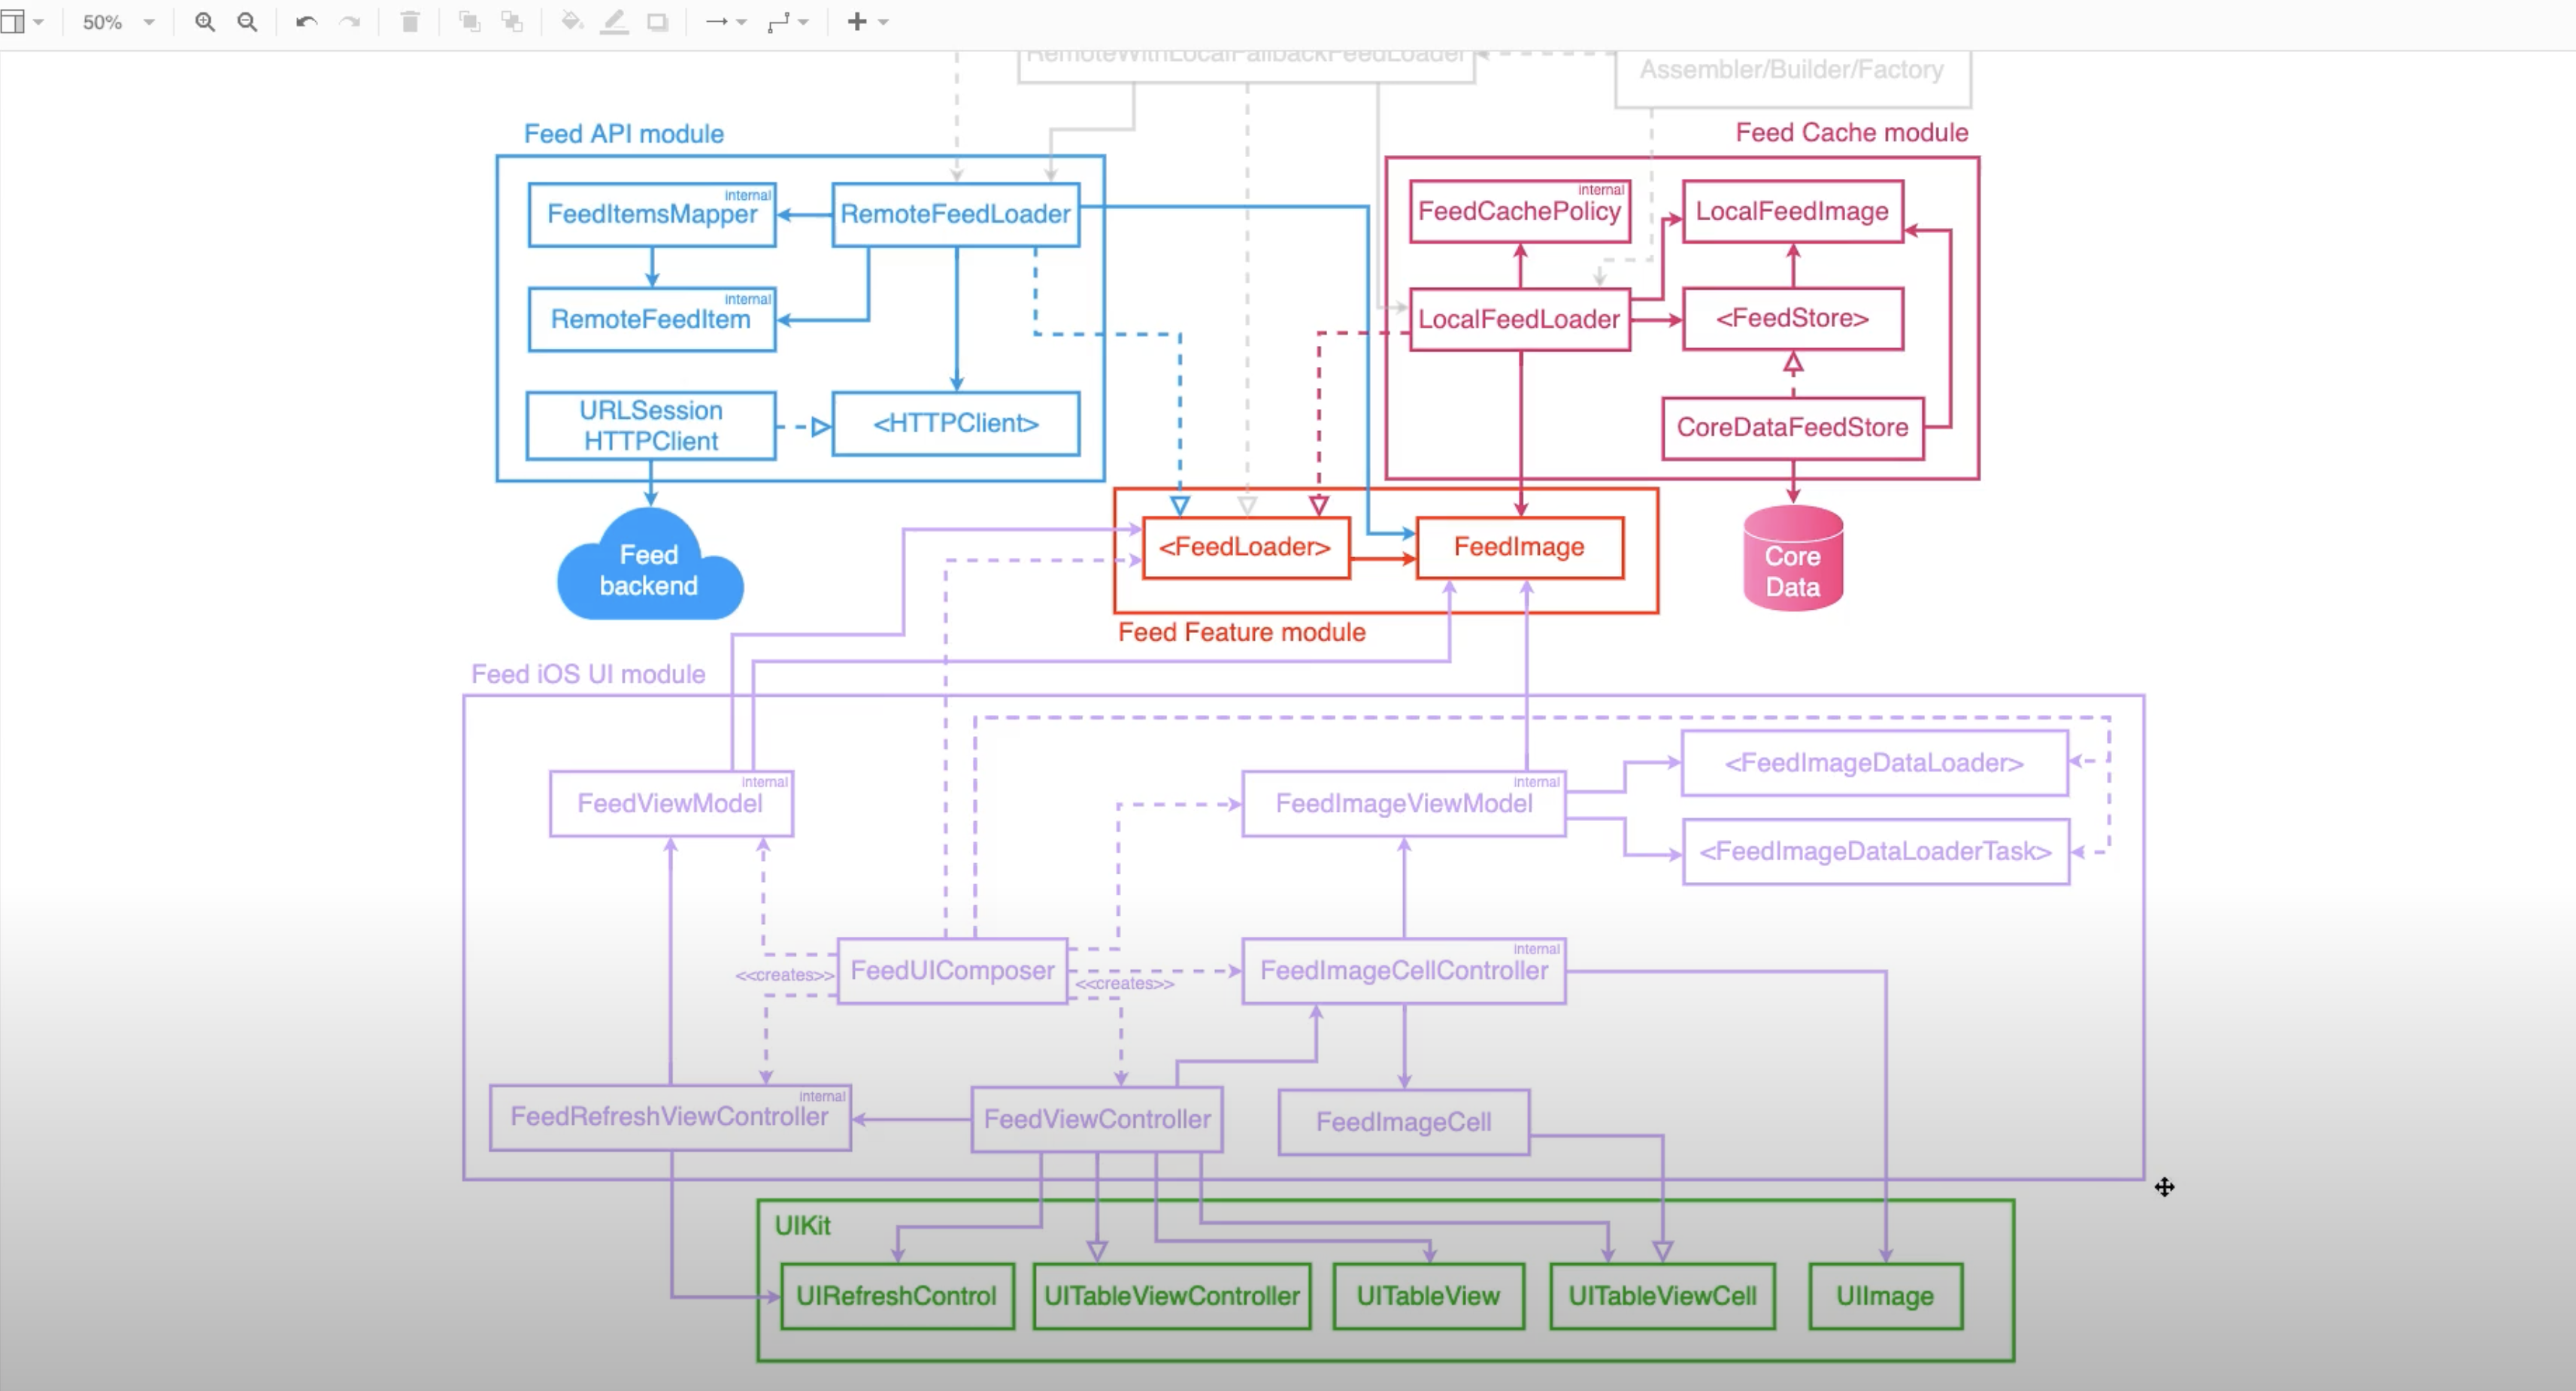 50%
RemoteWithLocalFallbackFeedLoader
Assembler/Builder/Factory
Feed API module
Feed Cache module
internal
FeedItemsMapper
RemoteFeedLoader
internal
FeedCachePolicy
LocalFeedImage
internal
RemoteFeedItem
LocalFeedLoader
<FeedStore>
URLSession
HTTPClient
<HTTPClient>
CoreDataFeedStore
Feed
backend
<FeedLoader>
FeedImage
Core
Data
Feed Feature module
Feed iOS UI module
internal
FeedViewModel
internal
FeedImageViewModel
<FeedImageDataLoader>
<FeedImageDataLoaderTask>
<<creates>>
FeedUIComposer
<<creates>>
internal
FeedImageCellController
internal
FeedRefreshViewController
FeedViewController
FeedImageCell
UIKit
UIRefreshControl
UITableViewController
UITableView
UITableViewCell
UIImage